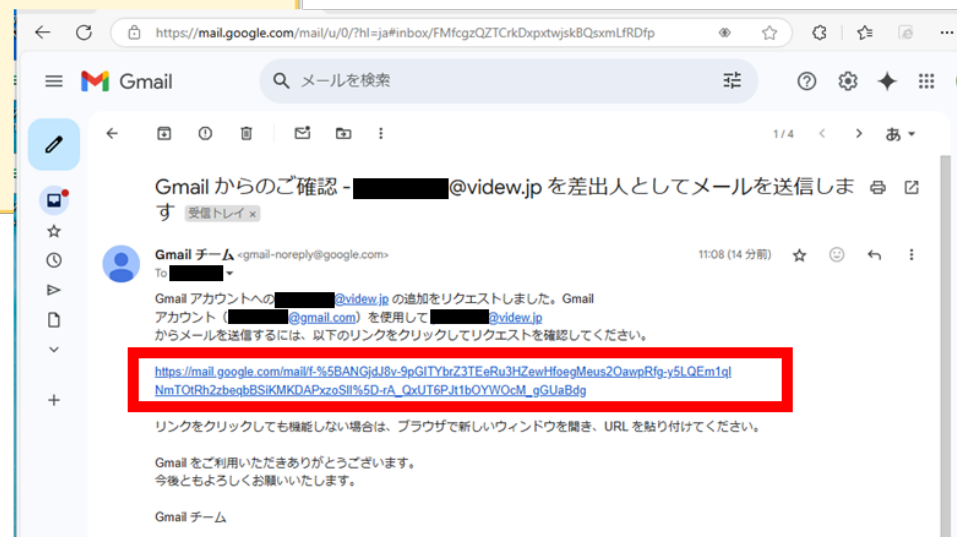 https://mail.google.com/mail/u/0/?hl=ja#inbox/FMfcgzQZTCrkDxpxtwjskBQsxmLfRDfp
Gmail
メールを検索
1/4
あ
Gmail からのご確認 - @videw.jp を差出人としてメールを送信しま
す 受信トレイ ×
Gmail チーム <gmail-noreply@google.com>
11:08 (14 分前)
To
Gmail アカウントへの @videw.jp の追加をリクエストしました。Gmail
アカウント（ @gmail.com）を使用して @videw.jp
からメールを送信するには、以下のリンクをクリックしてリクエストを確認してください。
https://mail.google.com/mail/f-%5BANGjdJ8v-9pGITYbrZ3TEeRu3HZewHfoegMeus2OawpRfg-y5LQEm1ql
NmTOtRh2zbeqbBSiKMKDAPxzoSII%5D-rA_QxUT6PJt1bOYWOcM_gGUaBdg
リンクをクリックしても機能しない場合は、ブラウザで新しいウィンドウを開き、URL を貼り付けてください。
Gmail をご利用いただきありがとうございます。
今後ともよろしくお願いいたします。
Gmail チーム